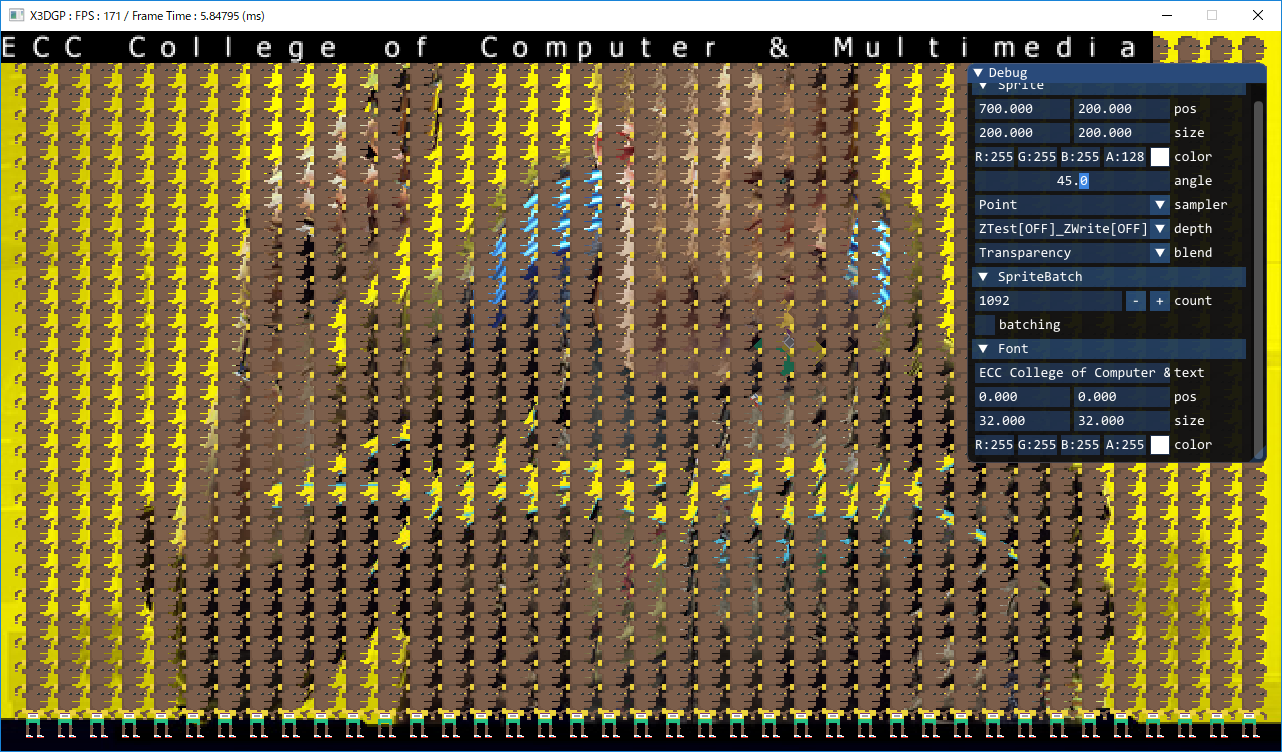 X3DGP : FPS : 171 / Frame Time : 5.84795 (ms)
ECC College of Computer & Multimedia
Debug
Sprite
700.000 200.000 pos
200.000 200.000 size
R:255 G:255 B:255 A:128 color
45.0 angle
Point sampler
ZTest[OFF]_ZWrite[OFF] depth
Transparency blend
SpriteBatch
1092 - + count
batching
Font
ECC College of Computer & text
0.000 0.000 pos
32.000 32.000 size
R:255 G:255 B:255 A:255 color